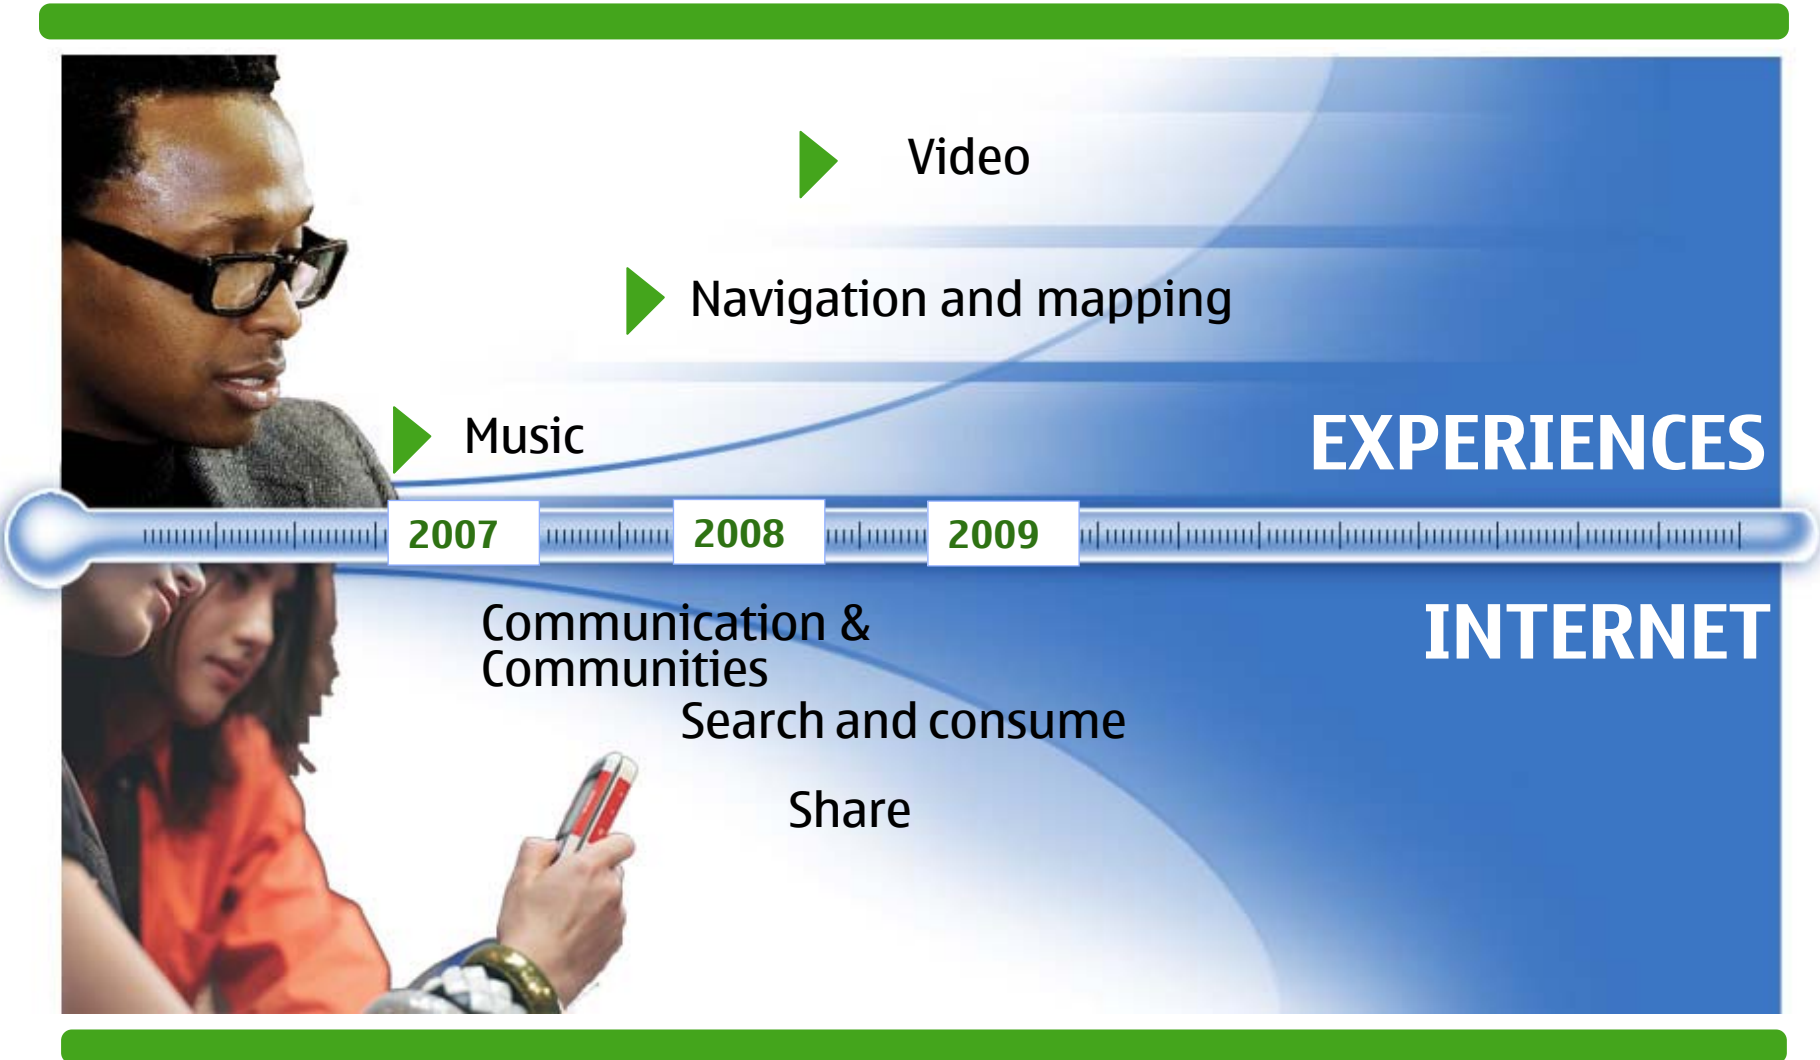 Video
Navigation and mapping
Music
EXPERIENCES
2007
2008
2009
Communication &
Communities
INTERNET
Search and consume
Share